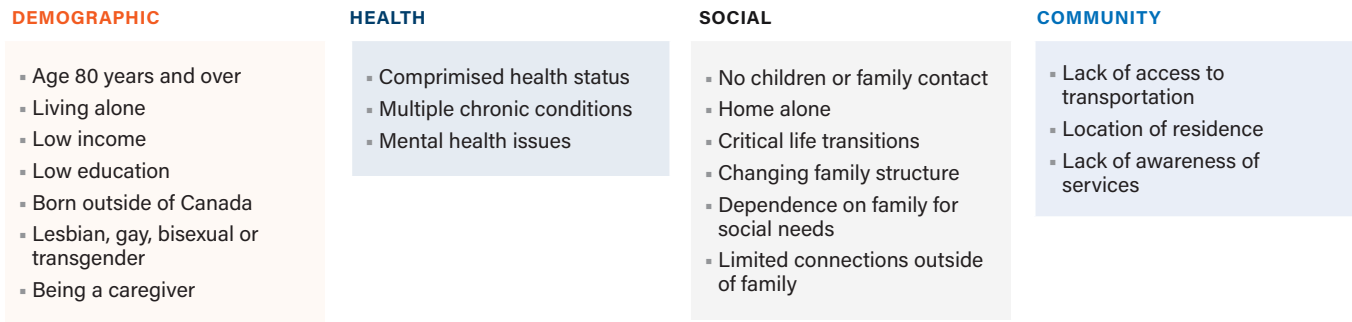 DEMOGRAPHIC
Age 80 years and over
Living alone
Low income
Low education
Born outside of Canada
Lesbian, gay, bisexual or
transgender
Being a caregiver
HEALTH
Comprimised health status
Multiple chronic conditions
Mental health issues
SOCIAL
No children or family contact
Home alone
Critical life transitions
Changing family structure
Dependence on family for
social needs
Limited connections outside
of family
COMMUNITY
Lack of access to
transportation
Location of residence
Lack of awareness of
services